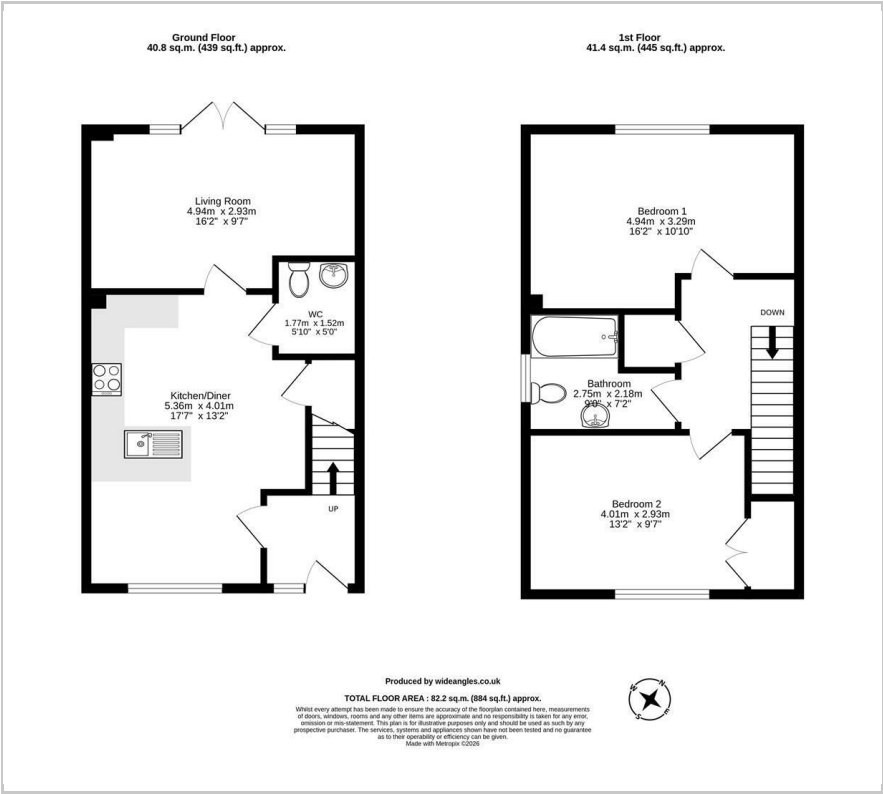 Ground Floor
40.8 sq.m. (439 sq.ft.) approx.
1st Floor
41.4 sq.m. (445 sq.ft.) approx.
Living Room
4.94m x 2.93m
16'2" x 9'7"
WC
1.77m x 1.52m
5'10" x 5'0"
Kitchen/Diner
5.36m x 4.01m
17'7" x 13'2"
UP
Bedroom 1
4.94m x 3.29m
16'2" x 10'10"
DOWN
Bathroom
2.75m x 2.18m
9'0" x 7'2"
Bedroom 2
4.01m x 2.93m
13'2" x 9'7"
Produced by wideangles.co.uk
TOTAL FLOOR AREA : 82.2 sq.m. (884 sq.ft.) approx.
Whilst every attempt has been made to ensure the accuracy of the floorplan contained here, measurements
of doors, windows, rooms and any other items are approximate and no responsibility is taken for any error,
omission or mis-statement. This plan is for illustrative purposes only and should be used as such by any
prospective purchaser. The services, systems and appliances shown have not been tested and no guarantee
as to their operability or efficiency can be given.
Made with Metropix ©2026
N
W
E
S